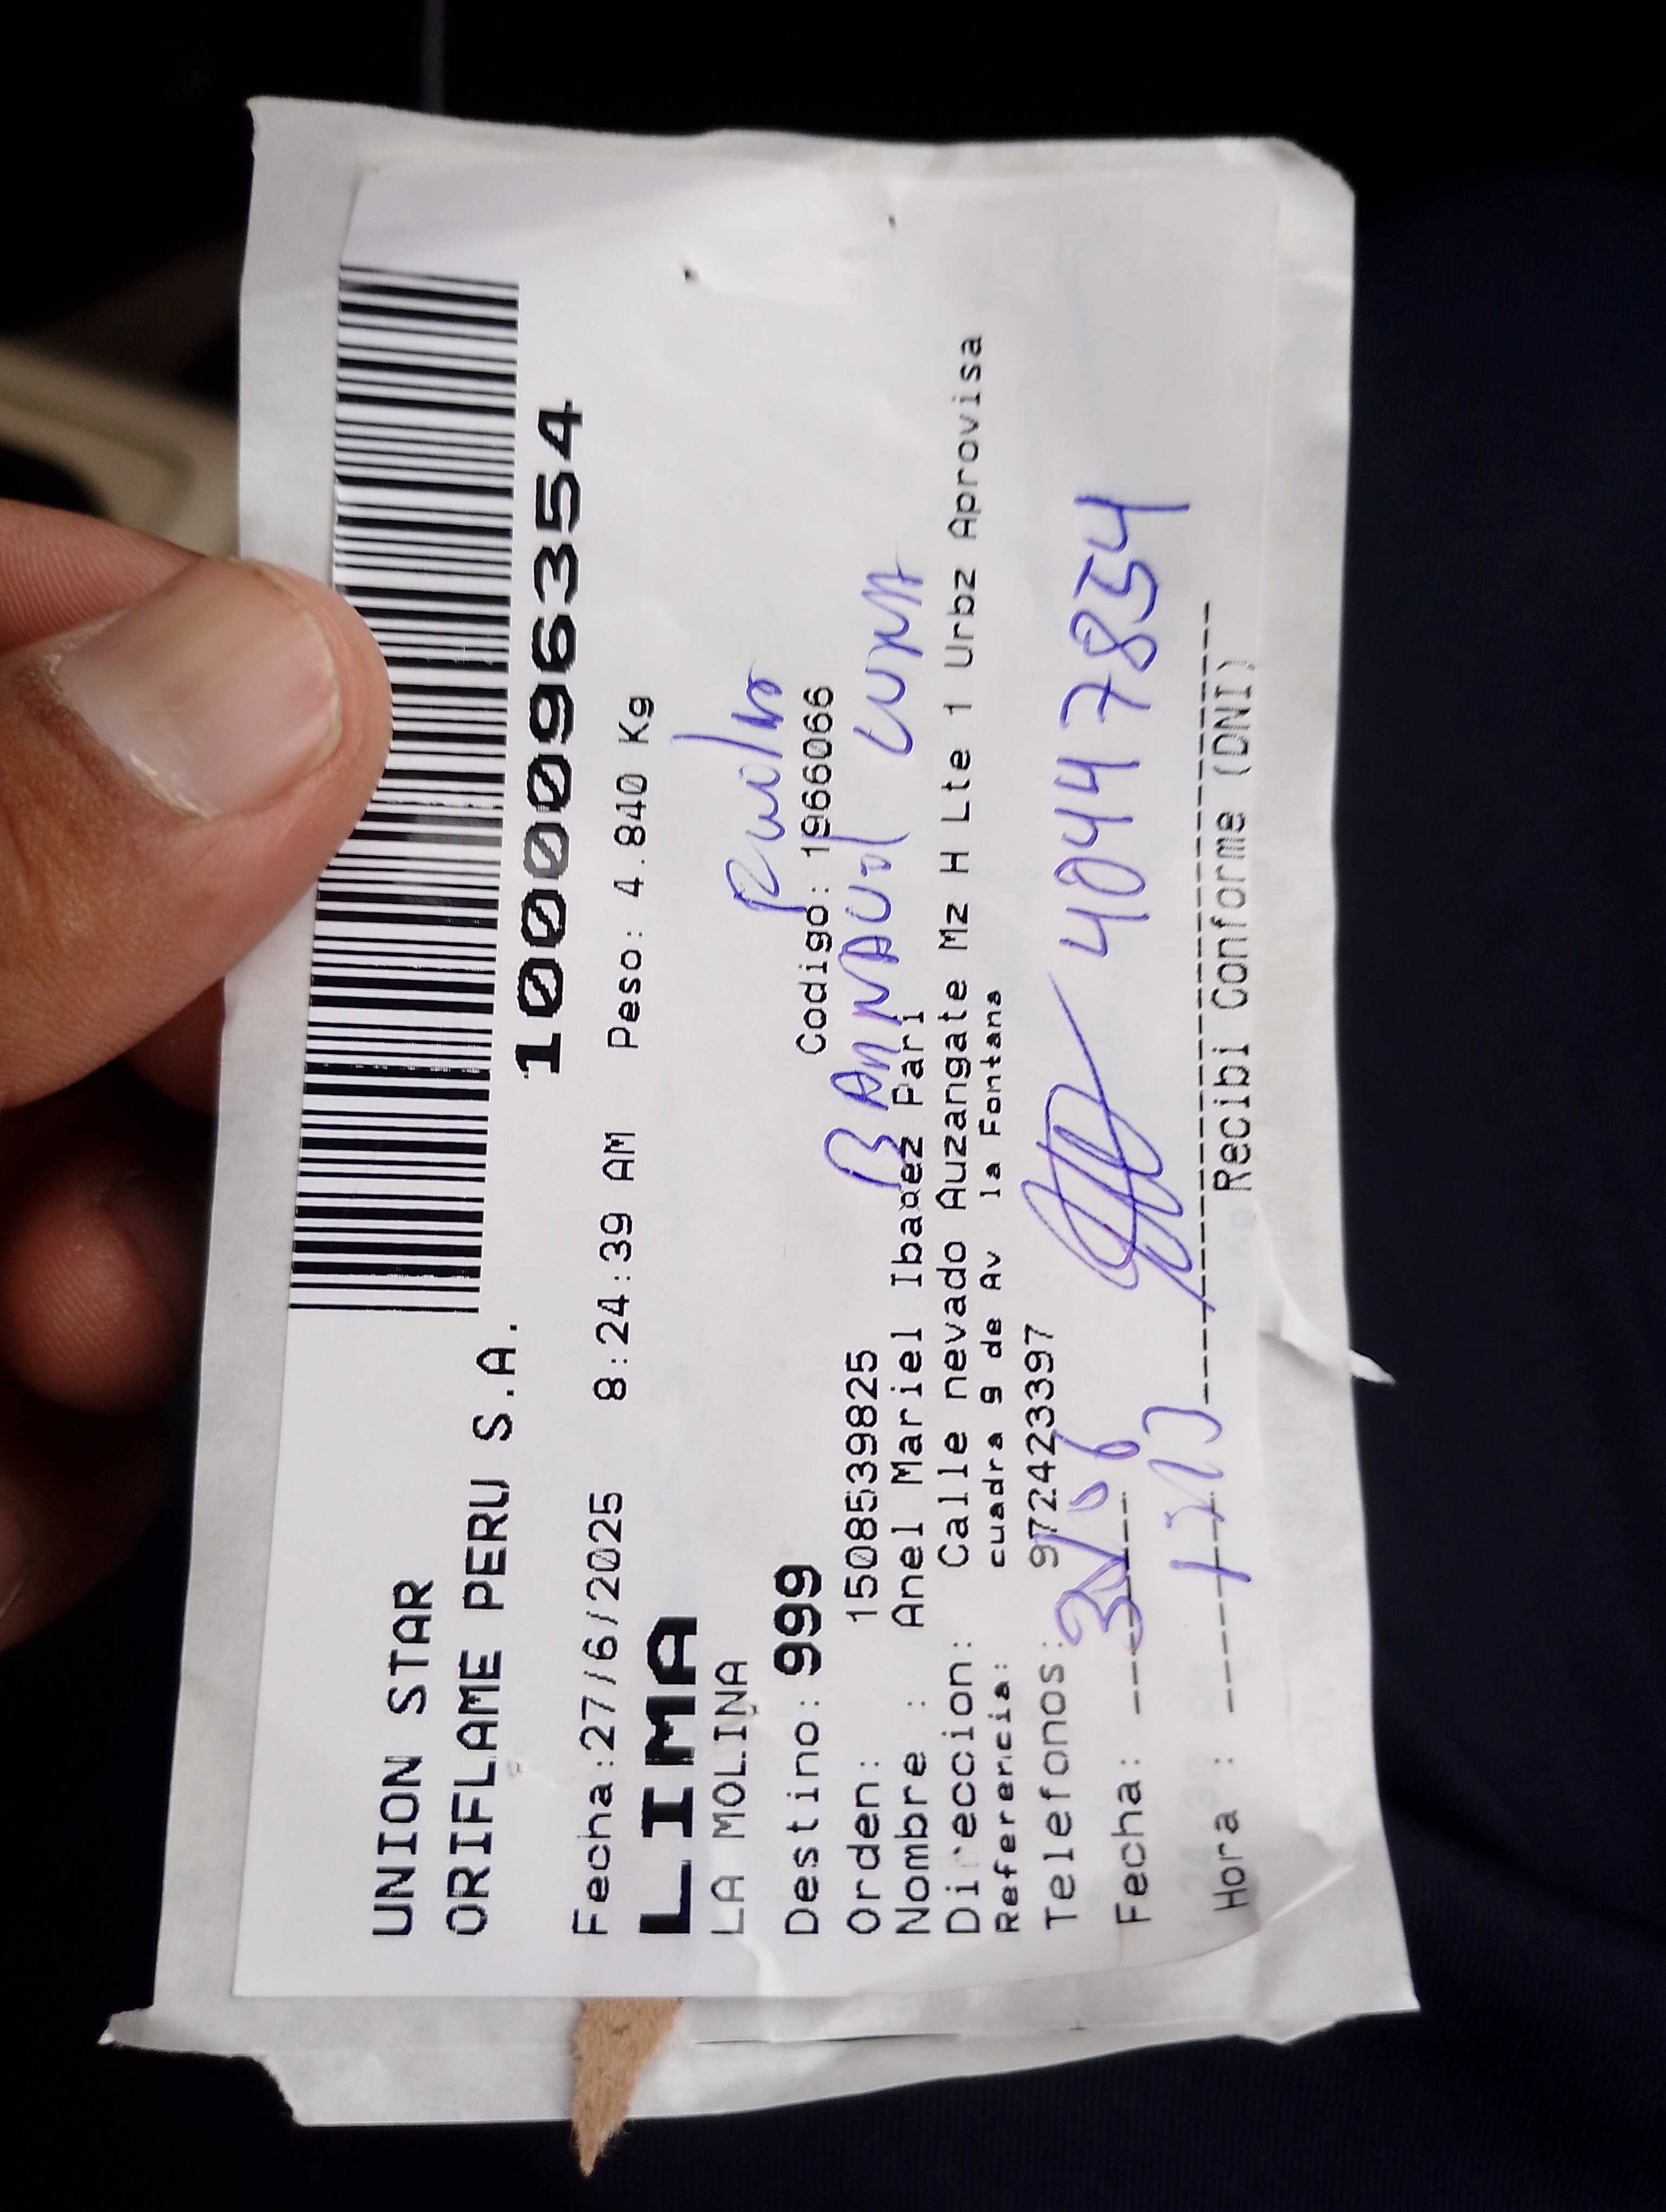 UNION STAR
ORIFLAME PERU S.A.
1000096354
Fecha:27/6/2025 8:24:39 AM Peso: 4.840 Kg
LIMA
LA MOLINA
Destino: 999 Codigo: 1966066
Orden: 1508539825
Nombre : Anel Mariel Ibañez Pari
Direccion: Calle nevado Auzangate Mz H Lte 1 Urbz Aprovisa
Referencia: cuadra 9 de Av la Fontana
Telefonos: 972423397
40447854
Fecha:
Hora :
Recibi Conforme (DNI)